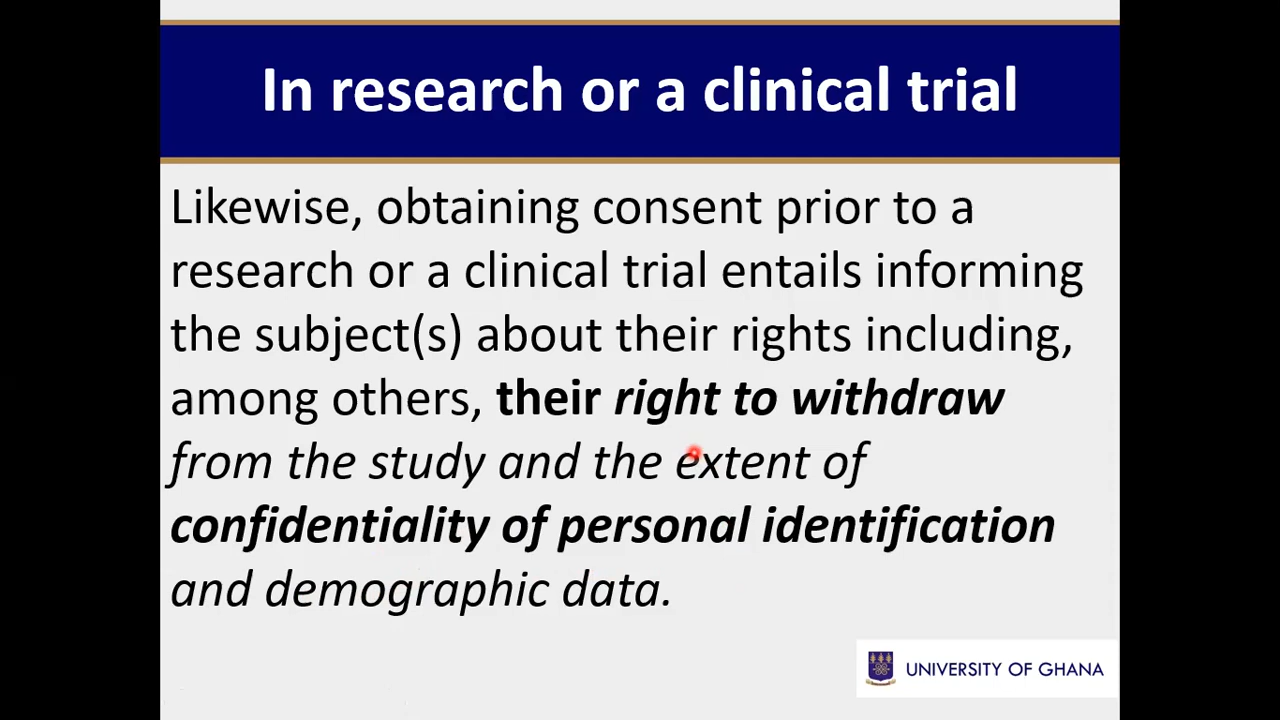 In research or a clinical trial
Likewise, obtaining consent prior to a
research or a clinical trial entails informing
the subject(s) about their rights including,
among others, their right to withdraw
from the study and the extent of
confidentiality of personal identification
and demographic data.
UNIVERSITY OF GHANA